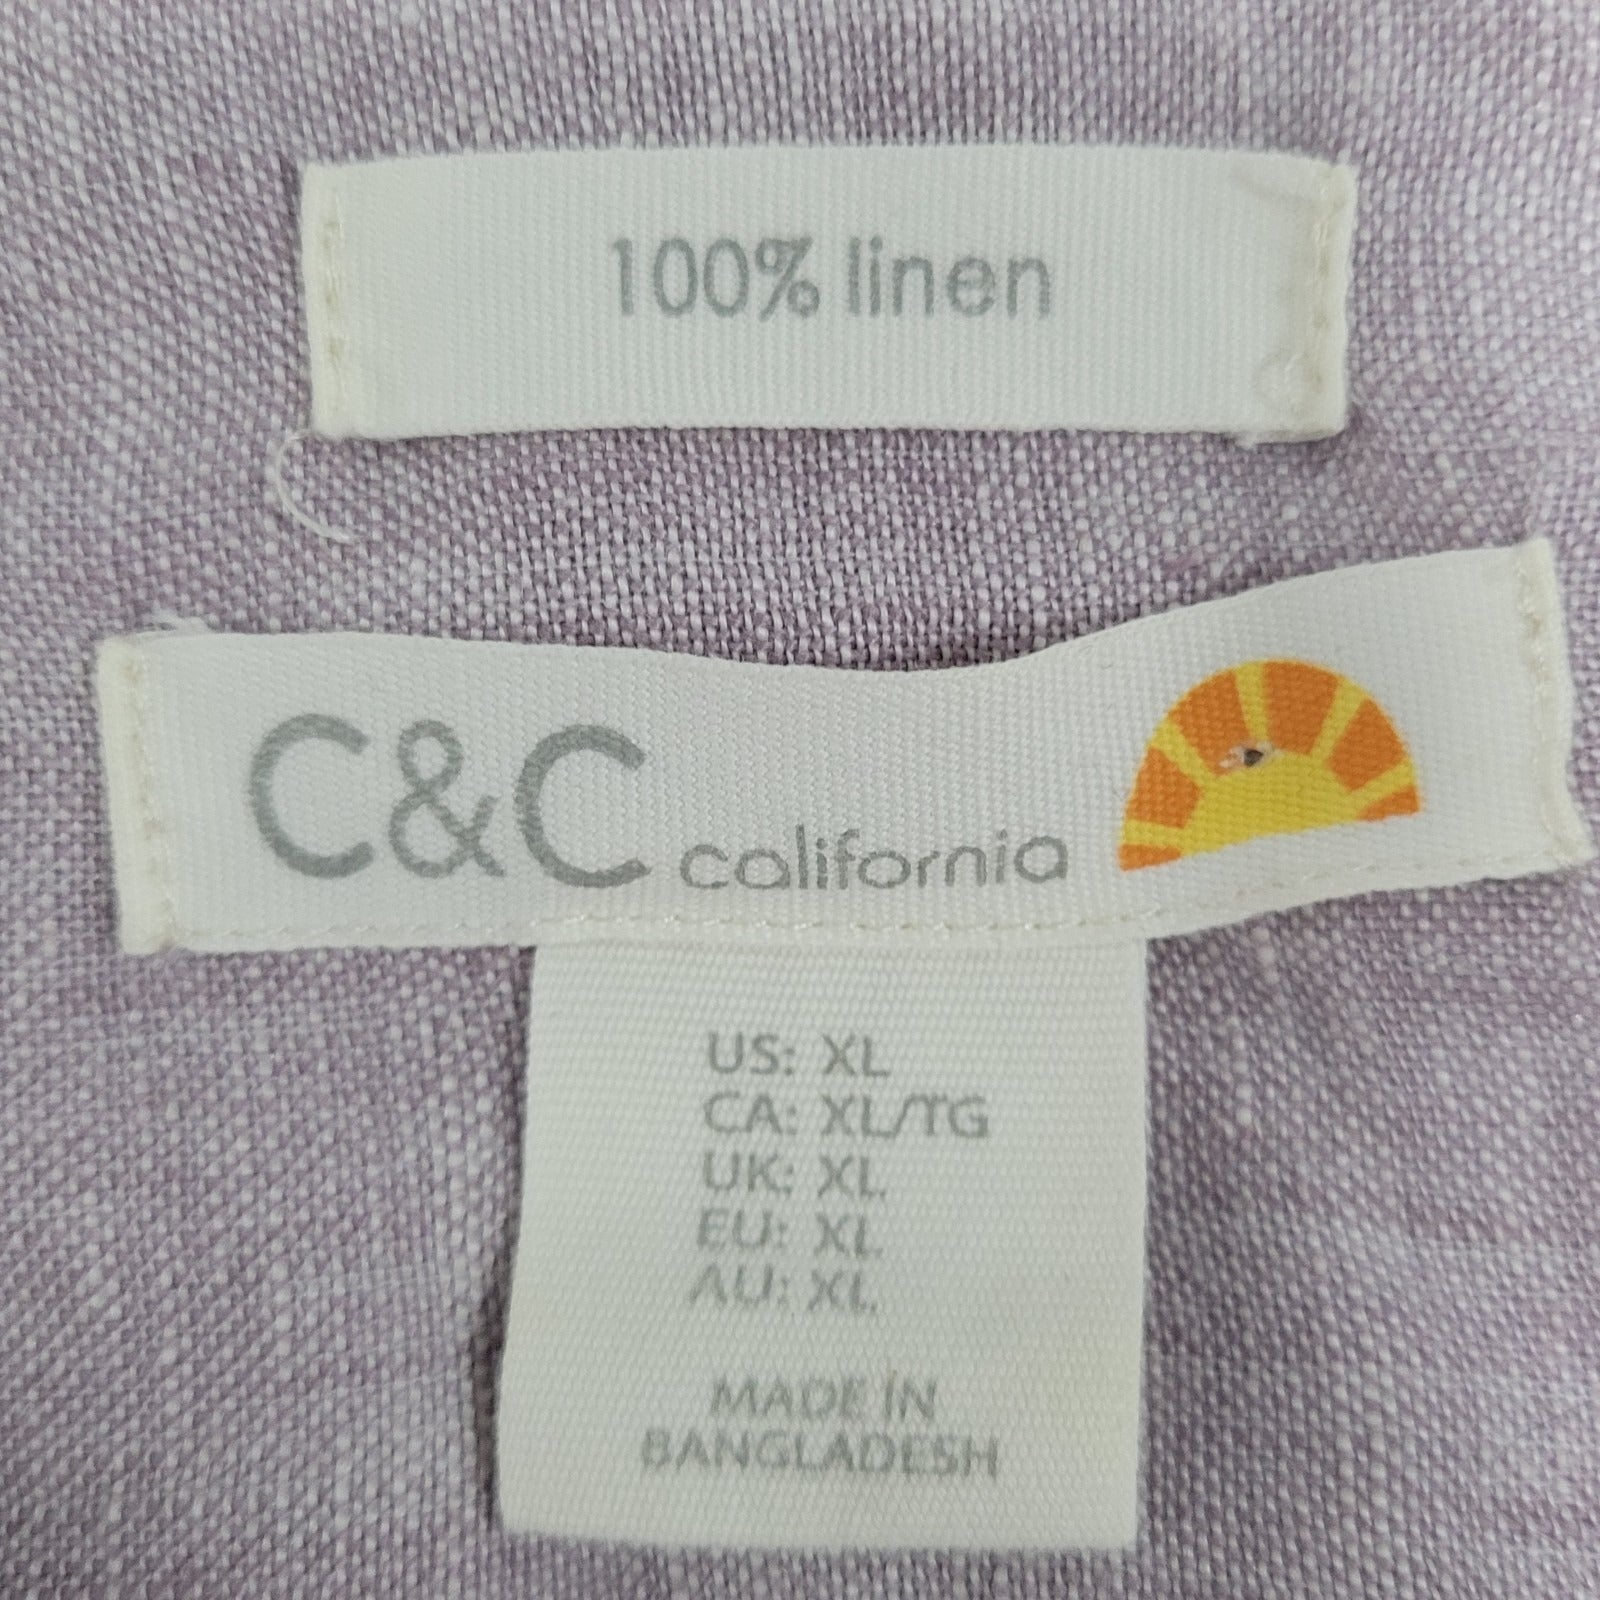 100% linen
C&C california
US: XL
CA: XL/TG
UK: XL
EU: XL
AU: XL
MADE IN
BANGLADESH